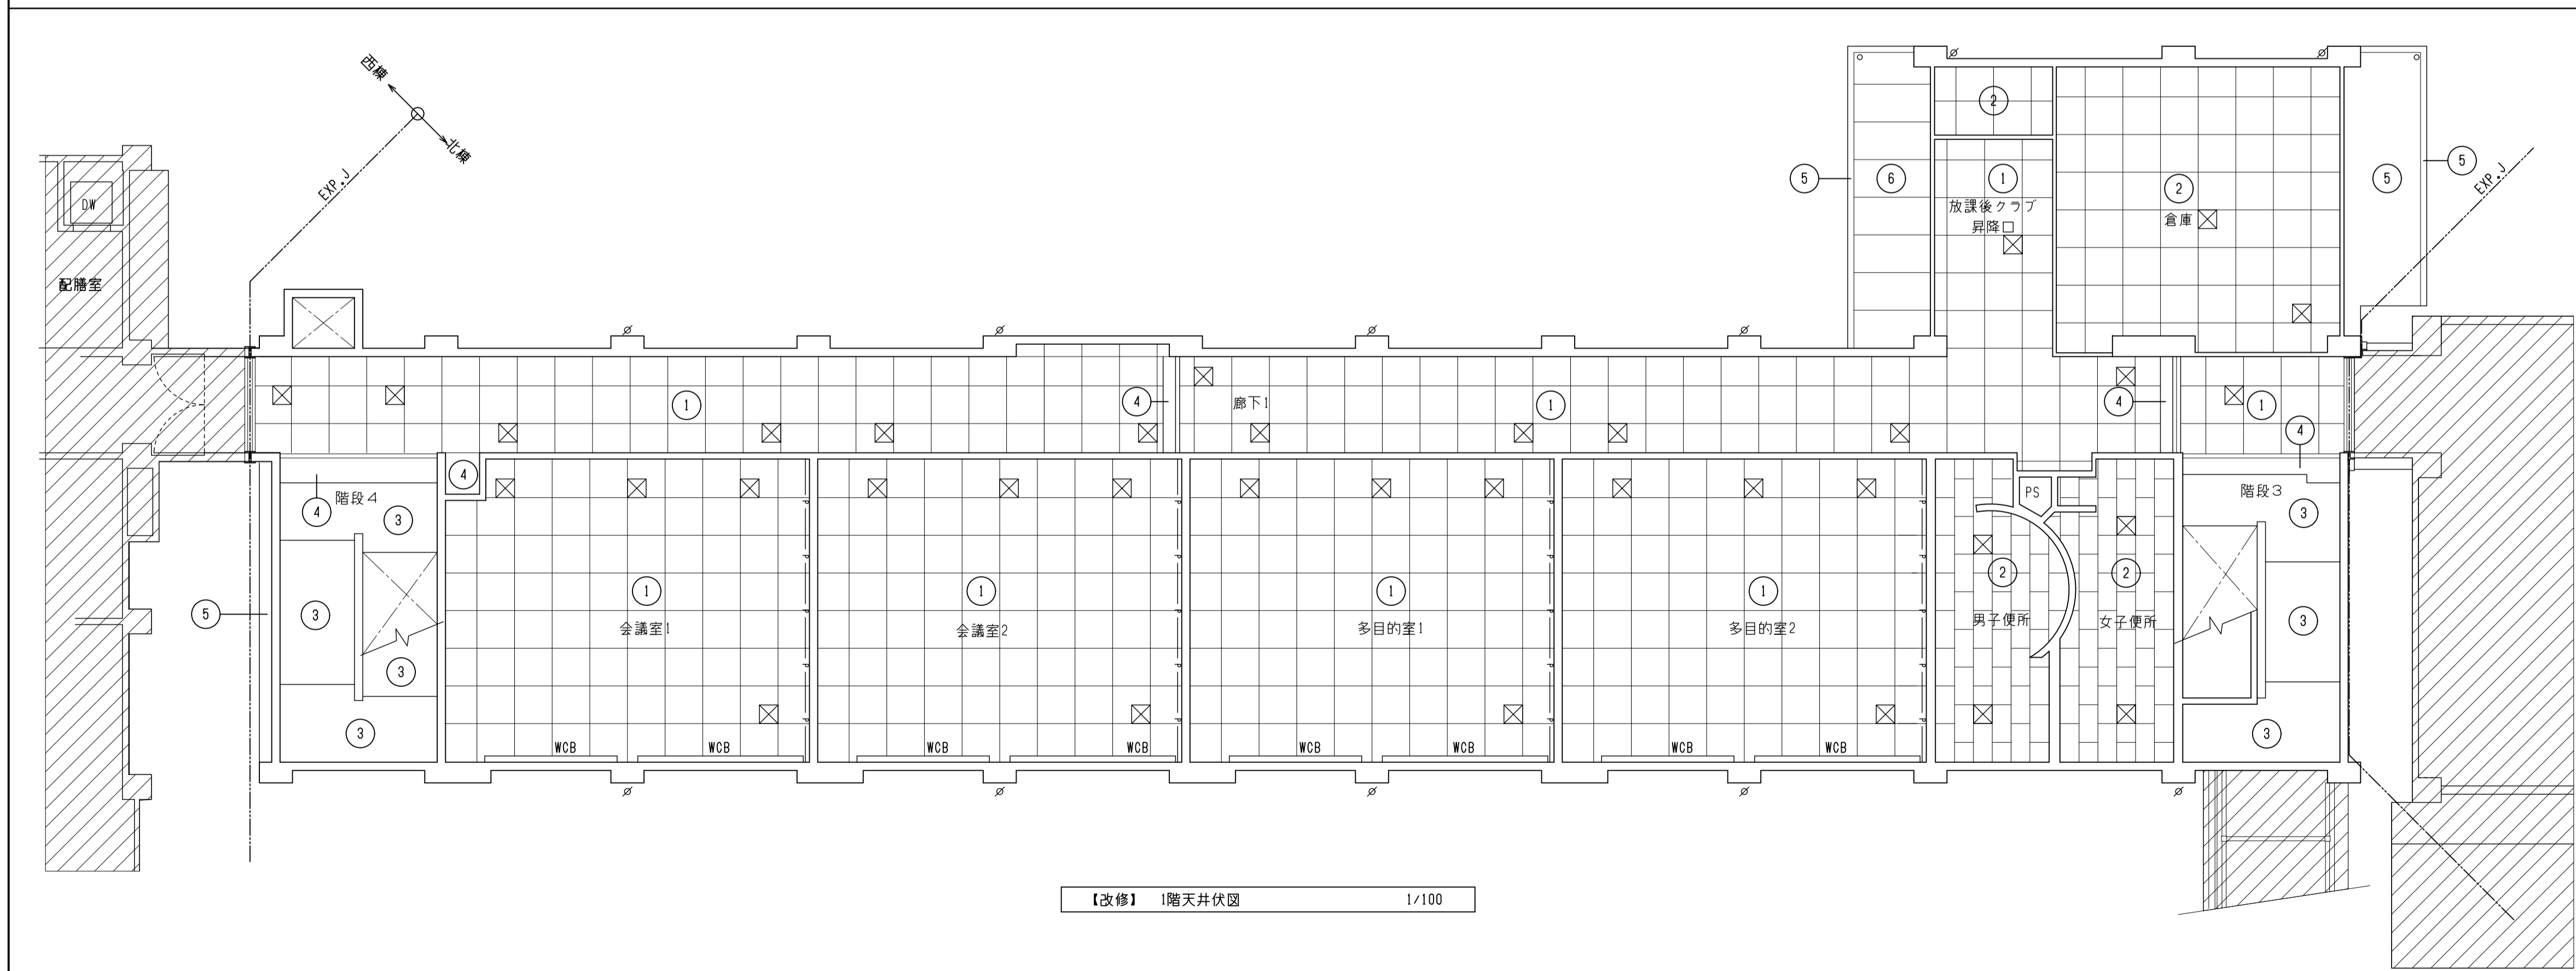 西棟
北棟
EXP.J
DW
配膳室
2
5
6
1
2
5
5
EXP.J
放課後クラブ
昇降口
倉庫
1
4
廊下1
1
4
1
4
4
階段4
4
3
PS
階段3
3
5
3
1
会議室1
1
会議室2
1
多目的室1
1
多目的室2
2
男子便所
2
女子便所
3
3
3
3
WCB
WCB
WCB
WCB
WCB
WCB
WCB
WCB
【改修】 1階天井伏図 1/100